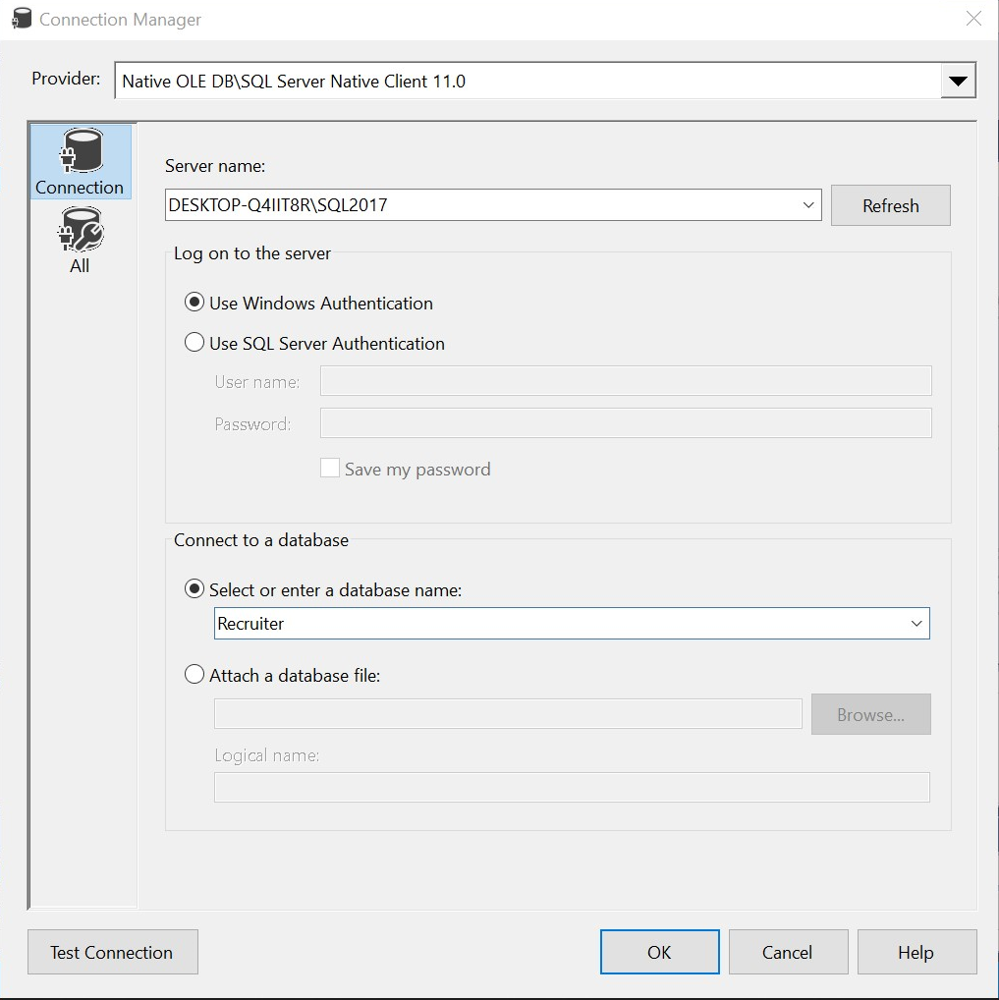 Connection Manager
Provider: Native OLE DB\SQL Server Native Client 11.0
Connection
All
Server name:
DESKTOP-Q4IIT8R\SQL2017
Refresh
Log on to the server
Use Windows Authentication
Use SQL Server Authentication
User name:
Password:
Save my password
Connect to a database
Select or enter a database name:
Recruiter
Attach a database file:
Browse...
Logical name:
Test Connection
OK
Cancel
Help